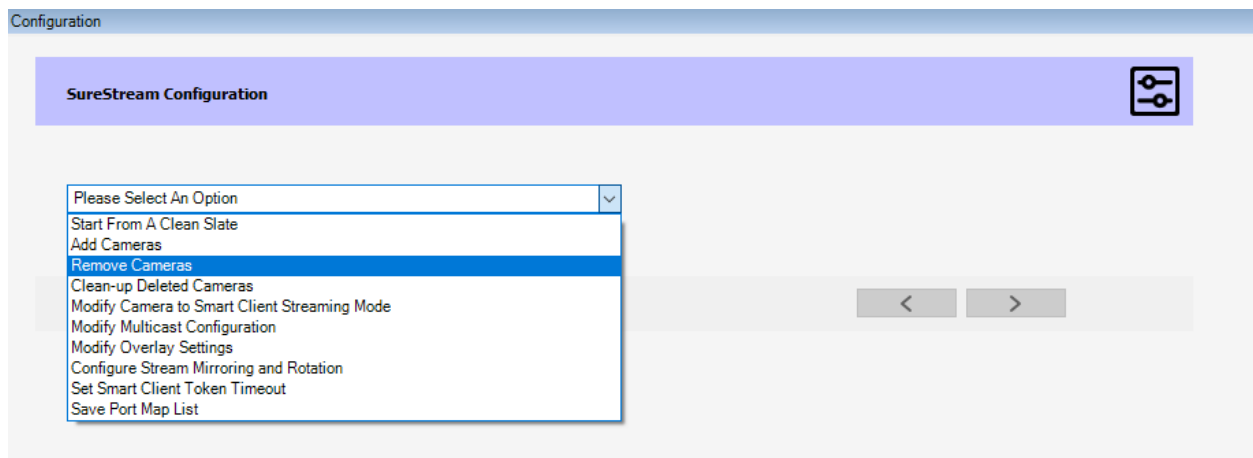 Configuration
SureStream Configuration
Please Select An Option
Start From A Clean Slate
Add Cameras
Remove Cameras
Clean-up Deleted Cameras
Modify Camera to Smart Client Streaming Mode
Modify Multicast Configuration
Modify Overlay Settings
Configure Stream Mirroring and Rotation
Set Smart Client Token Timeout
Save Port Map List